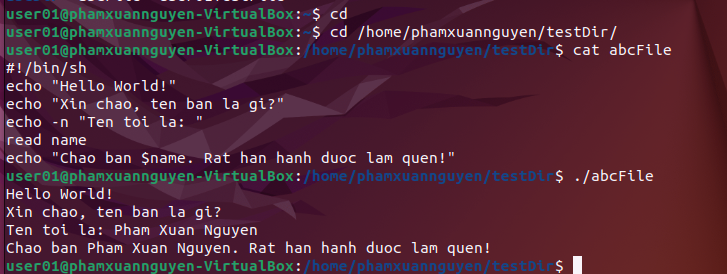 user01@phamxuannguyen-VirtualBox:~$ cd
user01@phamxuannguyen-VirtualBox:~$ cd /home/phamxuannguyen/testDir/
user01@phamxuannguyen-VirtualBox:/home/phamxuannguyen/testDir$ cat abcFile
#!/bin/sh
echo "Hello World!"
echo "Xin chao, ten ban la gi?"
echo -n "Ten toi la: "
read name
echo "Chao ban $name. Rat han hanh duoc lam quen!"
user01@phamxuannguyen-VirtualBox:/home/phamxuannguyen/testDir$ ./abcFile
Hello World!
Xin chao, ten ban la gi?
Ten toi la: Pham Xuan Nguyen
Chao ban Pham Xuan Nguyen. Rat han hanh duoc lam quen!
user01@phamxuannguyen-VirtualBox:/home/phamxuannguyen/testDir$